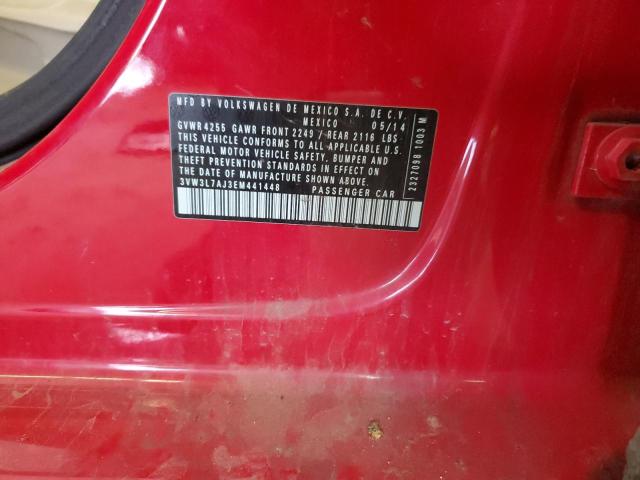 MFD BY VOLKSWAGEN DE MEXICO S.A. DE C.V.
MEXICO 05/14
GVWR 4255 GAWR FRONT 2249 / REAR 2116 LBS
THIS VEHICLE CONFORMS TO ALL APPLICABLE U.S.
FEDERAL MOTOR VEHICLE SAFETY, BUMPER AND
THEFT PREVENTION STANDARDS IN EFFECT ON
THE DATE OF MANUFACTURE SHOWN ABOVE.
3VW3L7AJ3EM441448 PASSENGER CAR
2327098 1003 M